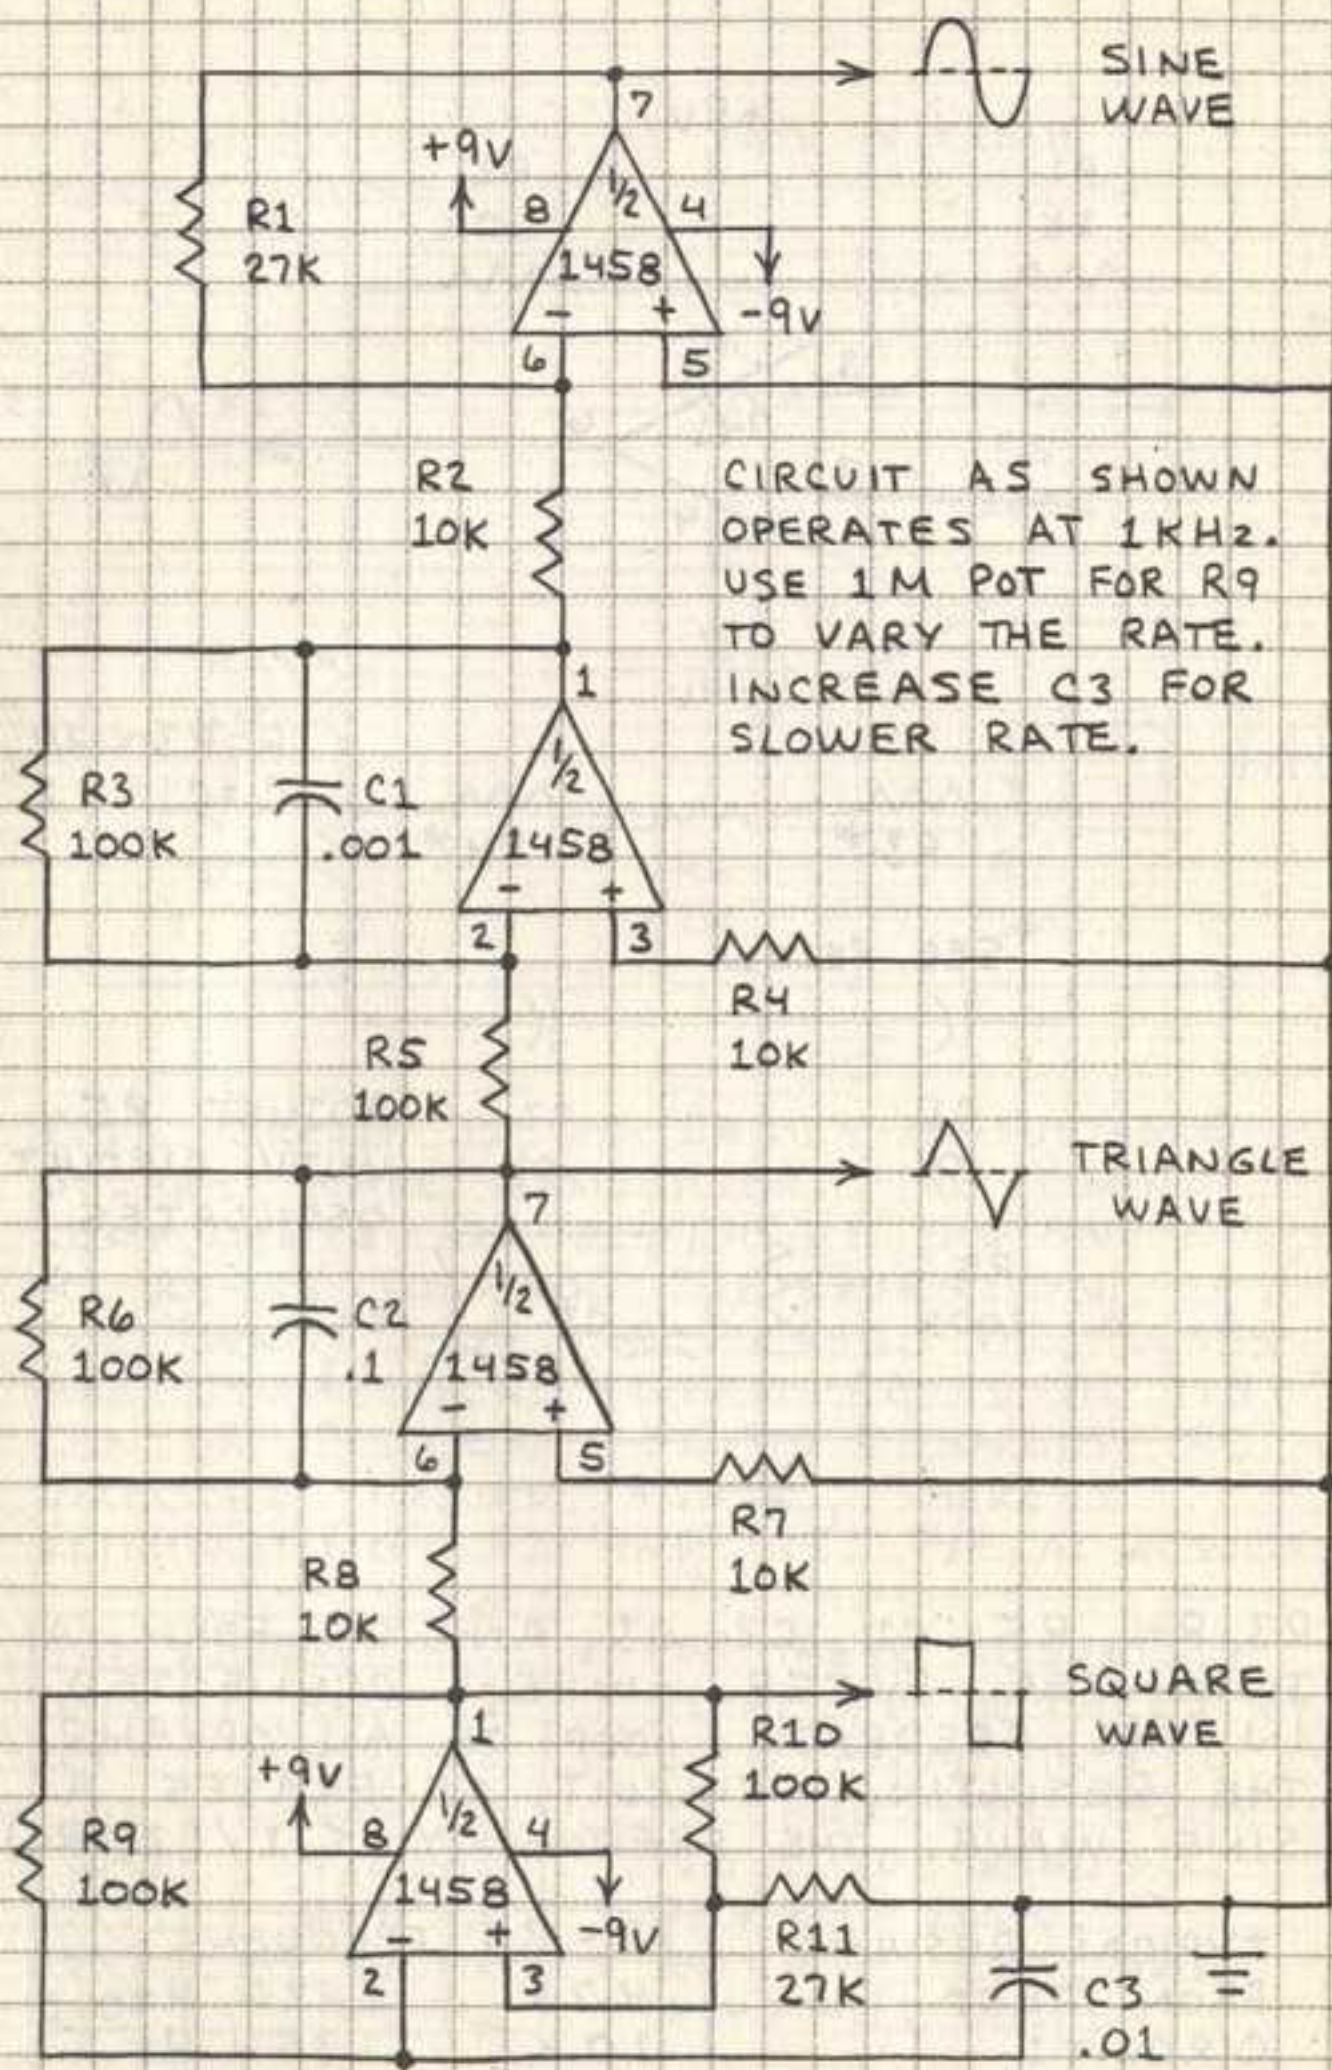 SINE
WAVE
7
+9V
1/2
8
4
R1
27K
1458
-9V
-
+
6
5
R2
10K
CIRCUIT AS SHOWN
OPERATES AT 1KHz.
USE 1M POT FOR R9
TO VARY THE RATE.
INCREASE C3 FOR
SLOWER RATE.
1
1/2
R3
100K
C1
.001
1458
-
+
2
3
R4
10K
R5
100K
TRIANGLE
WAVE
7
1/2
R6
100K
C2
.1
1458
-
+
6
5
R7
10K
R8
10K
SQUARE
WAVE
1
R10
100K
+9V
1/2
8
4
R9
100K
1458
-9V
-
+
R11
27K
2
3
C3
.01